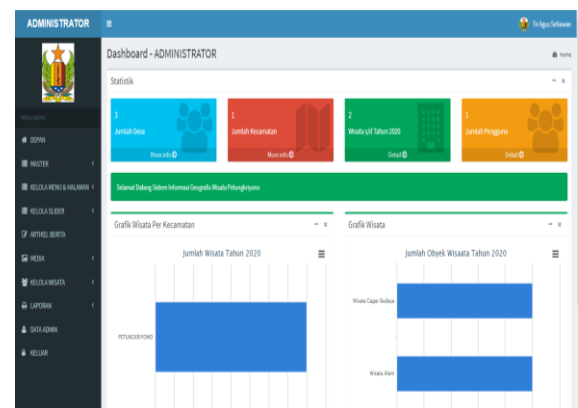 ADMINISTRATOR
Tri Agus Setiawan
Dashboard - ADMINISTRATOR
Home
Statistik
3
Jumlah Desa
More info
1
Jumlah Kecamatan
More info
2
Wisata s/d Tahun 2020
Detail
1
Jumlah Pengguna
Detail
MENU ADMIN
DEPAN
MASTER
KELOLA MENU & HALAMAN
KELOLA SLIDER
ARTIKEL BERITA
MEDIA
KELOLA WISATA
LAPORAN
DATA ADMIN
KELUAR
Selamat Datang Sistem Informasi Geografis Wisata Petungkriyono
Grafik Wisata Per Kecamatan
Jumlah Wisata Tahun 2020
PETUNGKRIYONO
Grafik Wisata
Jumlah Obyek Wisaata Tahun 2020
Wisata Cagar Budaya
Wisata Alam